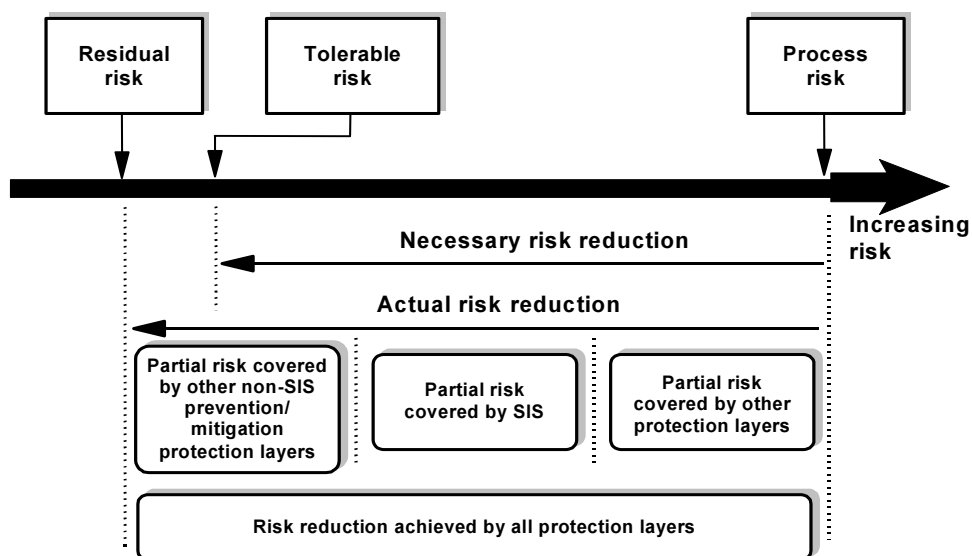 Residual
risk
Tolerable
risk
Process
risk
Increasing
risk
Necessary risk reduction
Actual risk reduction
Partial risk covered
by other non-SIS
prevention/
mitigation
protection layers
Partial risk
covered by SIS
Partial risk
covered by other
protection layers
Risk reduction achieved by all protection layers